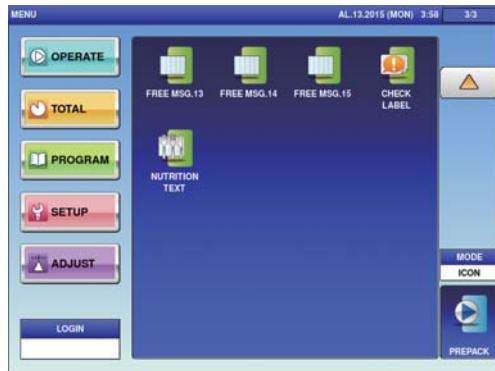 MENU
AL.13.2015 (MON) 3:58
3/3
OPERATE
TOTAL
PROGRAM
SETUP
ADJUST
LOGIN
FREE MSG.13
FREE MSG.14
FREE MSG.15
CHECK
LABEL
NUTRITION
TEXT
MODE
ICON
PREPACK